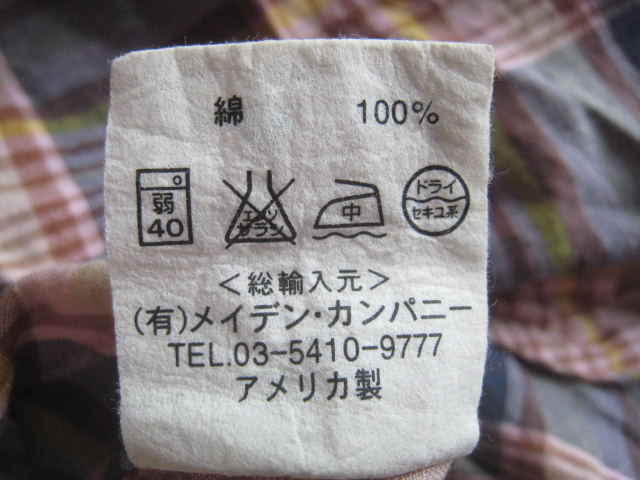 綿 100%
弱 40
エンソ サラシ
中
ドライ
セキユ系
<総輸入元>
(有)メイデン・カンパニー
TEL.03-5410-9777
アメリカ製